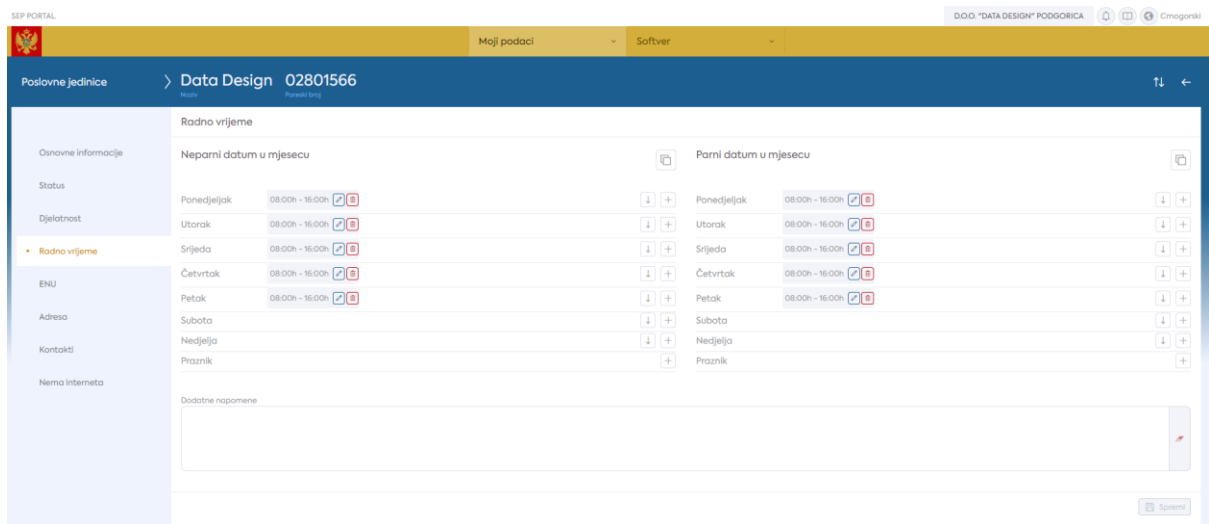 SEP PORTAL
D.O.O. "DATA DESIGN" PODGORICA
Crnogorski
Moji podaci
Softver
Poslovne jedinice
Data Design 02801566
Naziv Poreski broj
Radno vrijeme
Osnovne informacije
Status
Djelatnost
Radno vrijeme
ENU
Adresa
Kontakti
Nema interneta
Neparni datum u mjesecu
Ponedjeljak 08:00h - 16:00h
Utorak 08:00h - 16:00h
Srijeda 08:00h - 16:00h
Četvrtak 08:00h - 16:00h
Petak 08:00h - 16:00h
Subota
Nedjelja
Praznik
Parni datum u mjesecu
Ponedjeljak 08:00h - 16:00h
Utorak 08:00h - 16:00h
Srijeda 08:00h - 16:00h
Četvrtak 08:00h - 16:00h
Petak 08:00h - 16:00h
Subota
Nedjelja
Praznik
Dodatne napomene
Spremi